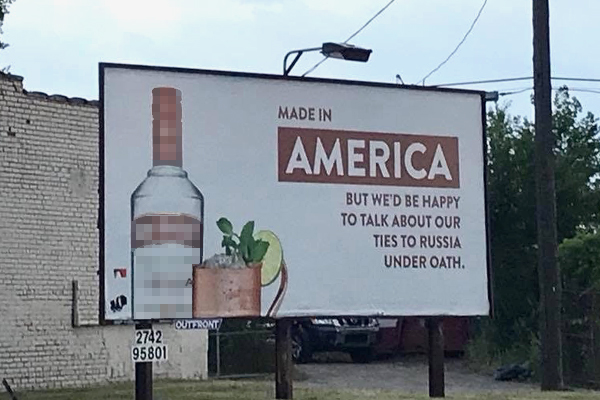 MADE IN
AMERICA
BUT WE'D BE HAPPY
TO TALK ABOUT OUR
TIES TO RUSSIA
UNDER OATH.
OUTFRONT
2742
95801